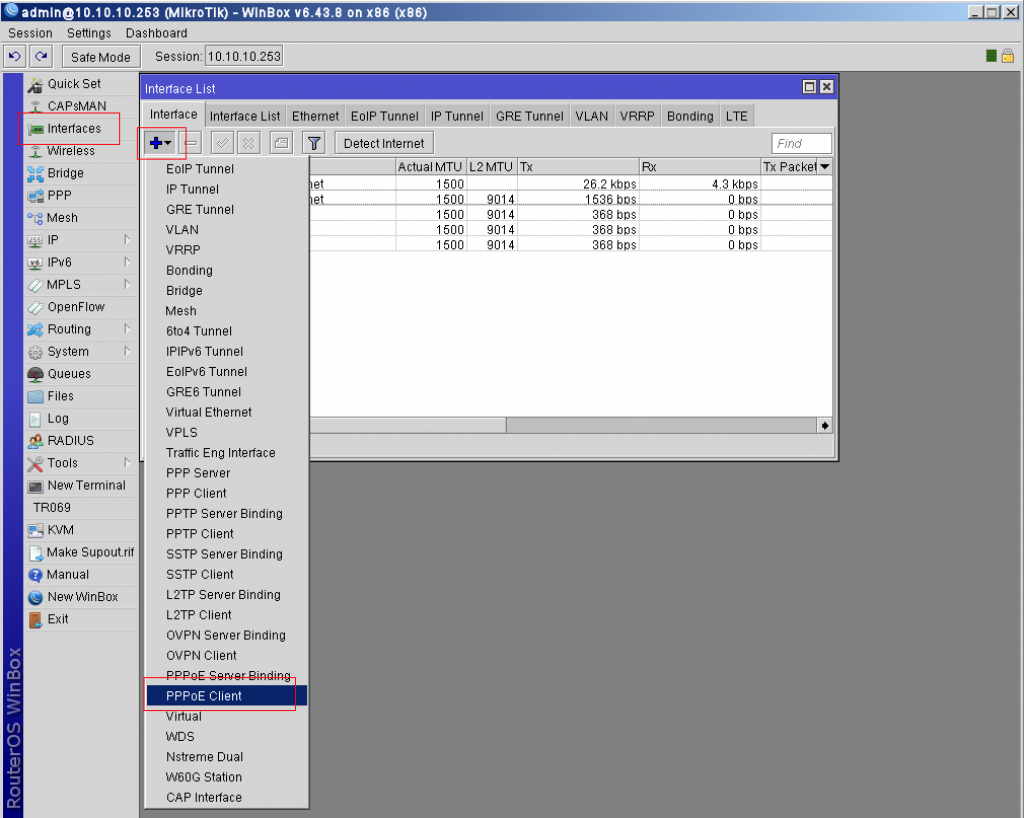 admin@10.10.10.253 (MikroTik) - WinBox v6.43.8 on x86 (x86)
Session Settings Dashboard
Safe Mode Session: 10.10.10.253
Quick Set
CAPsMAN
Interfaces
Wireless
Bridge
PPP
Mesh
IP
IPv6
MPLS
OpenFlow
Routing
System
Queues
Files
Log
RADIUS
Tools
New Terminal
TR069
KVM
Make Supout.rif
Manual
New WinBox
Exit
RouterOS WinBox
Interface List
Interface Interface List Ethernet EoIP Tunnel IP Tunnel GRE Tunnel VLAN VRRP Bonding LTE
Detect Internet Find
Actual MTU L2 MTU Tx Rx Tx Packet
net 1500 26.2 kbps 4.3 kbps
net 1500 9014 1536 bps 0 bps
1500 9014 368 bps 0 bps
1500 9014 368 bps 0 bps
1500 9014 368 bps 0 bps
EoIP Tunnel
IP Tunnel
GRE Tunnel
VLAN
VRRP
Bonding
Bridge
Mesh
6to4 Tunnel
IPIPv6 Tunnel
EoIPv6 Tunnel
GRE6 Tunnel
Virtual Ethernet
VPLS
Traffic Eng Interface
PPP Server
PPP Client
PPTP Server Binding
PPTP Client
SSTP Server Binding
SSTP Client
L2TP Server Binding
L2TP Client
OVPN Server Binding
OVPN Client
PPPoE Server Binding
PPPoE Client
Virtual
WDS
Nstreme Dual
W60G Station
CAP Interface